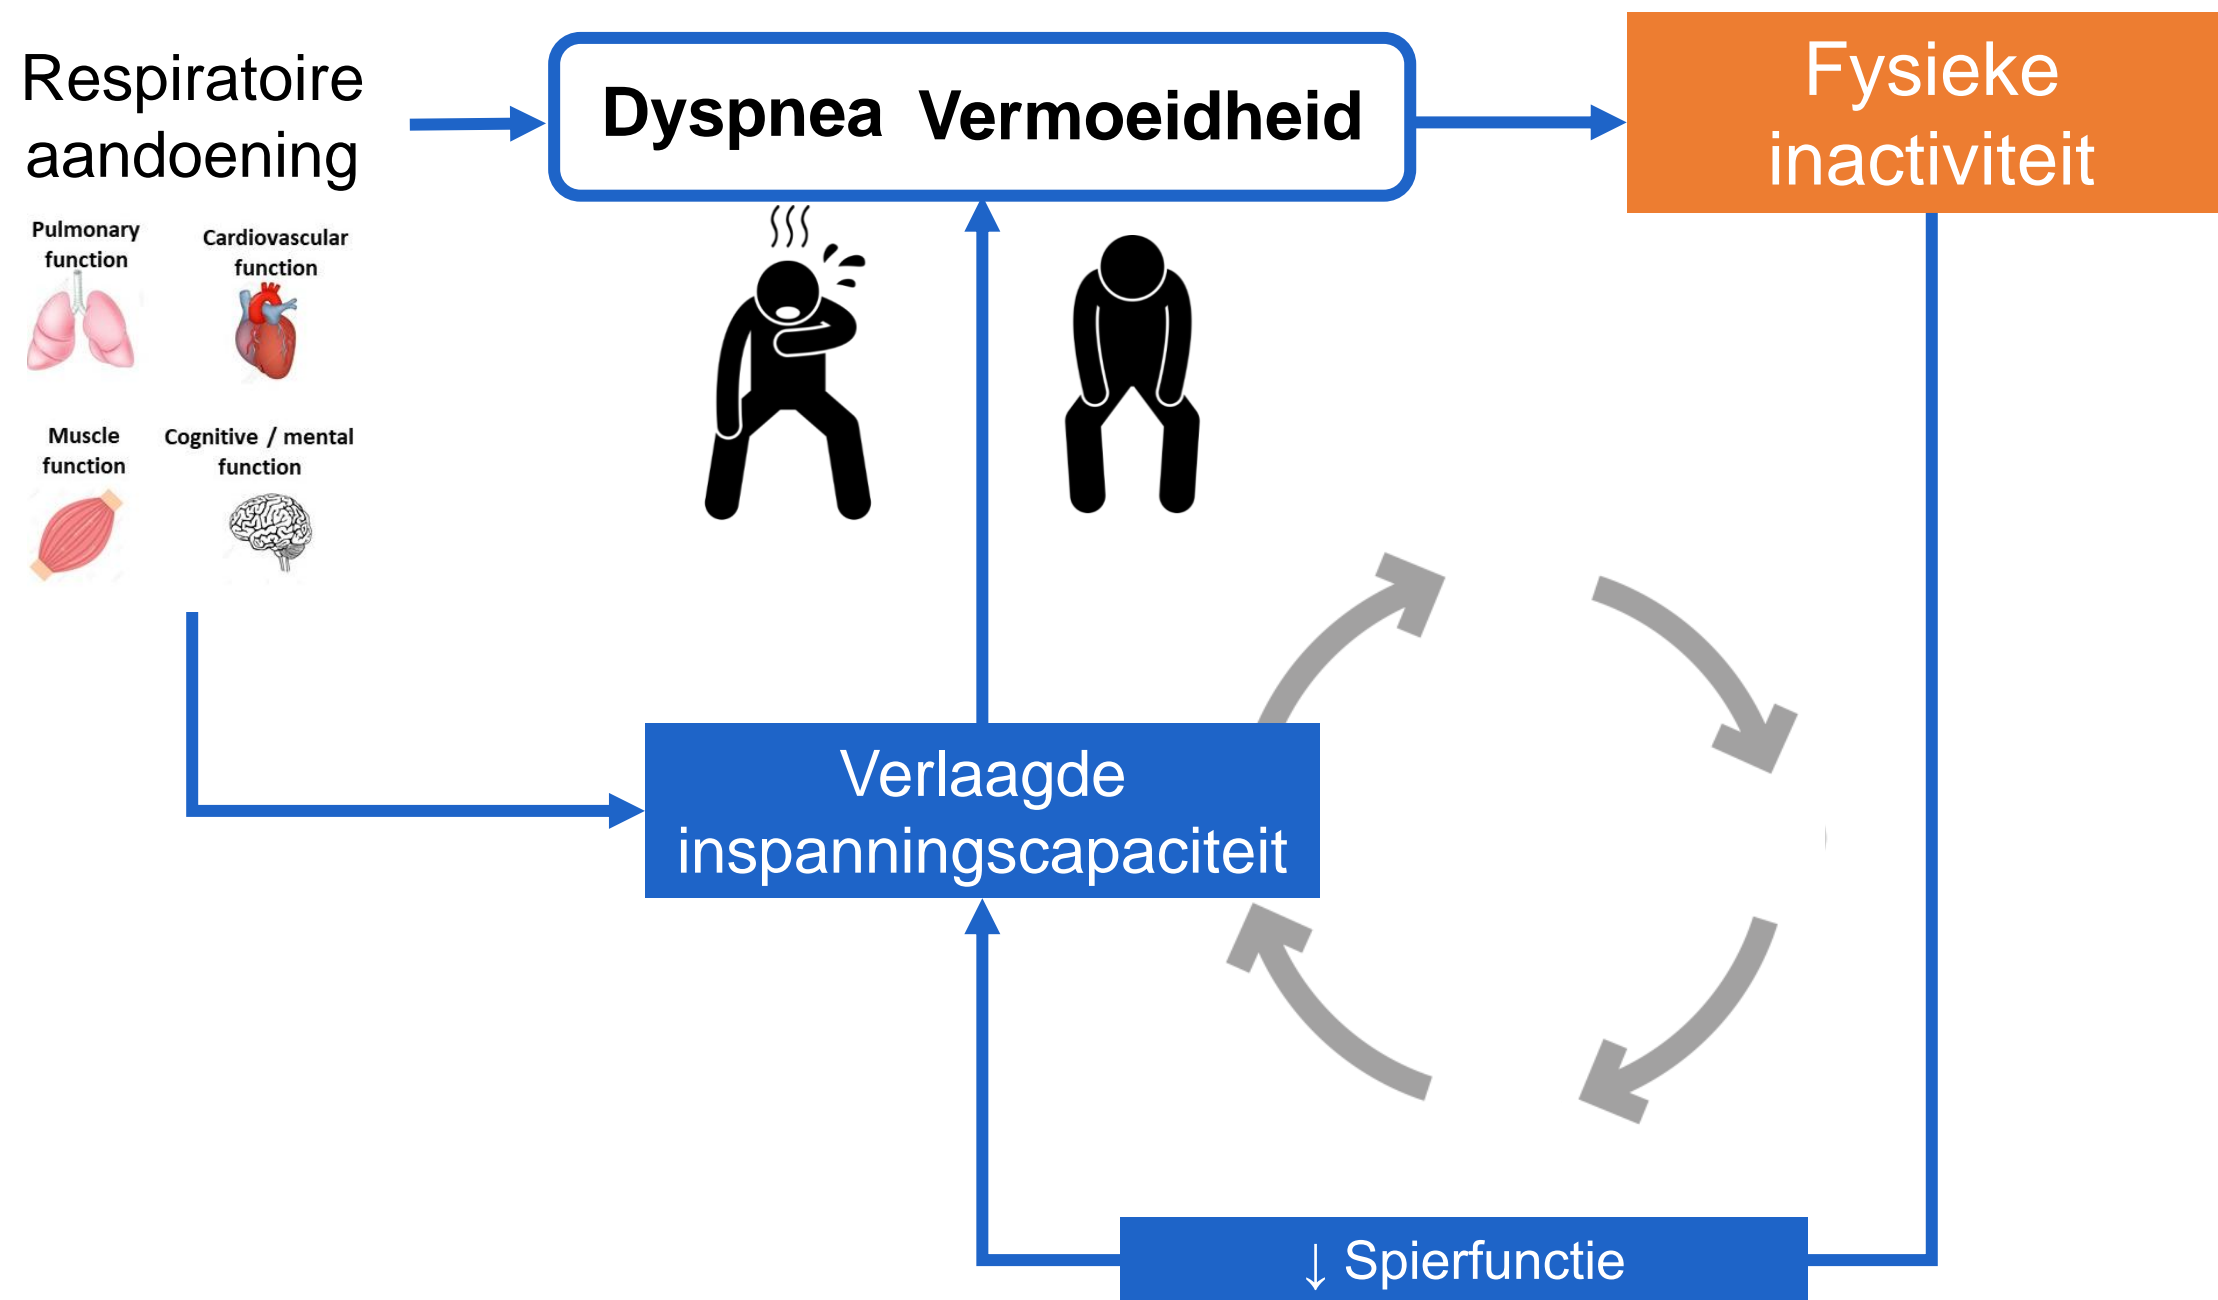 Respiratoire
aandoening
Pulmonary
function
Cardiovascular
function
Muscle
function
Cognitive / mental
function
Dyspnea Vermoeidheid
Fysieke
inactiviteit
Verlaagde
inspanningscapaciteit
↓ Spierfunctie